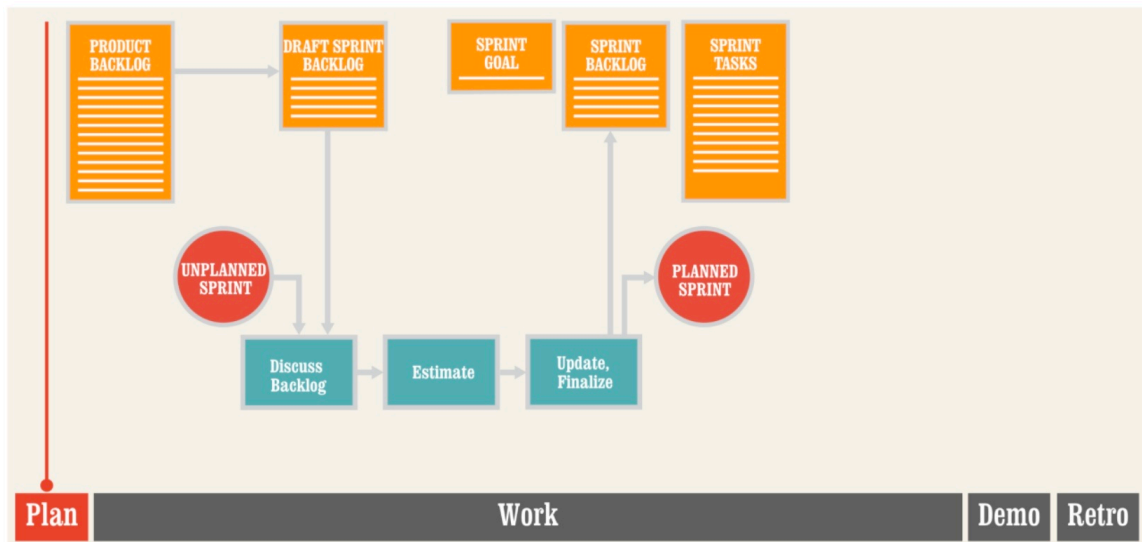 PRODUCT
BACKLOG
DRAFT SPRINT
BACKLOG
SPRINT
GOAL
SPRINT
BACKLOG
SPRINT
TASKS
UNPLANNED
SPRINT
PLANNED
SPRINT
Discuss
Backlog
Estimate
Update,
Finalize
Plan
Work
Demo
Retro